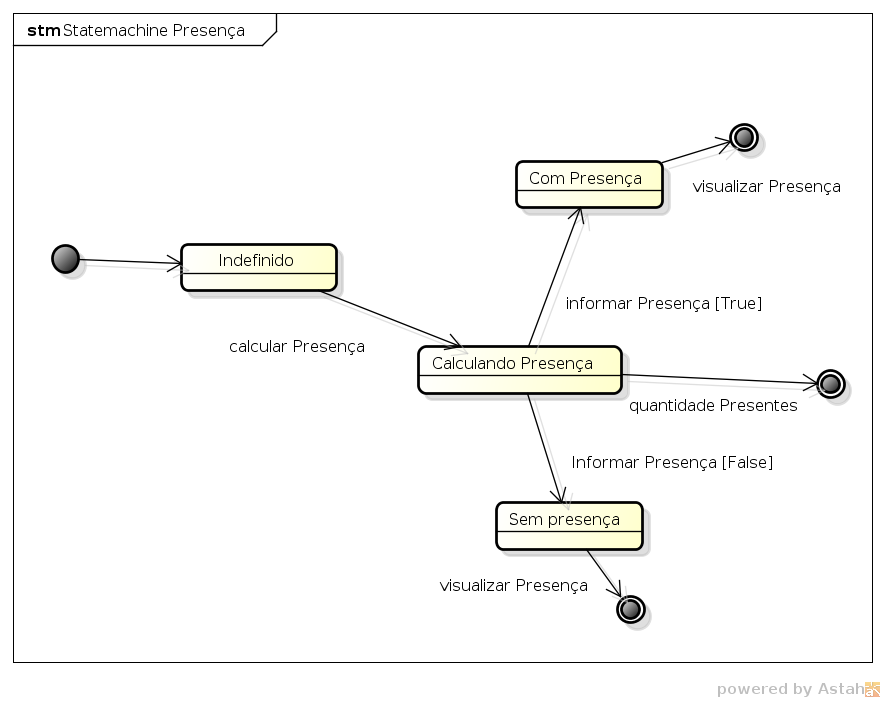 stm Statemachine Presença
Com Presença
visualizar Presença
Indefinido
informar Presença [True]
calcular Presença
Calculando Presença
quantidade Presentes
Informar Presença [False]
Sem presença
visualizar Presença
powered by Astah